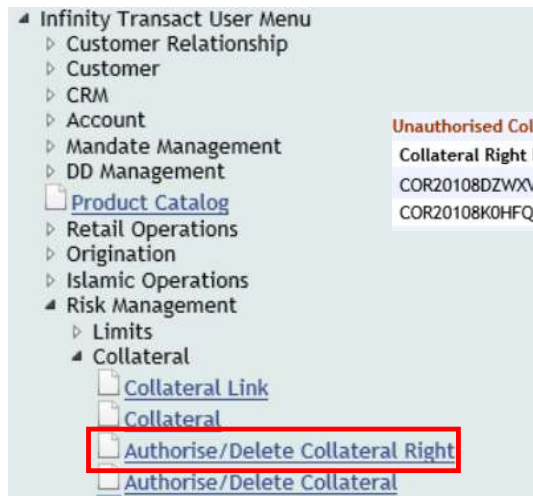 Infinity Transact User Menu
Customer Relationship
Customer
CRM
Account
Mandate Management
DD Management
Product Catalog
Retail Operations
Origination
Islamic Operations
Risk Management
Limits
Collateral
Collateral Link
Collateral
Authorise/Delete Collateral Right
Authorise/Delete Collateral
Unauthorised Col
Collateral Right
COR20108DZWXV
COR20108K0HFQ